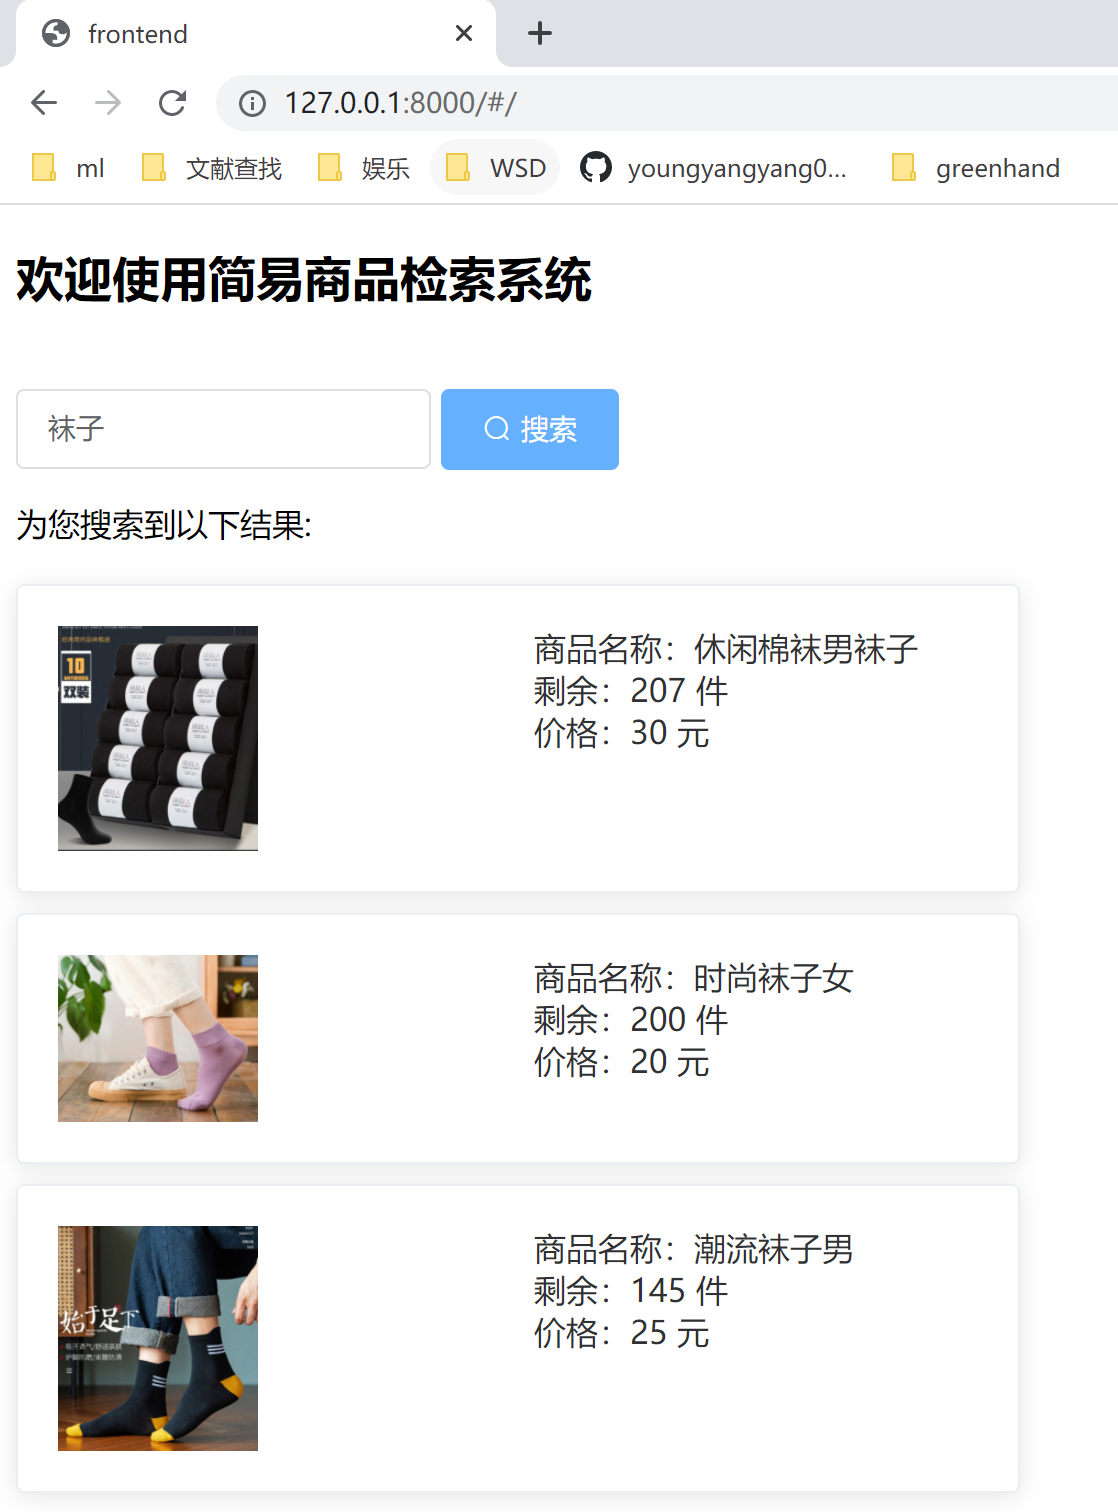 frontend
127.0.0.1:8000/#/
ml
文献查找
娱乐
WSD
youngyangyang0...
greenhand
欢迎使用简易商品检索系统
袜子
搜索
为您搜索到以下结果:
10
双装
商品名称：休闲棉袜男袜子
剩余：207 件
价格：30 元
商品名称：时尚袜子女
剩余：200 件
价格：20 元
始于足下
商品名称：潮流袜子男
剩余：145 件
价格：25 元